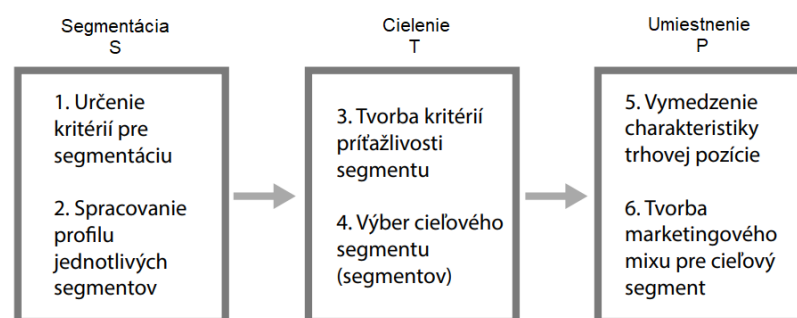 Segmentácia
S
1. Určenie
kritérií pre
segmentáciu
2. Spracovanie
profilu
jednotlivých
segmentov
Cielenie
T
3. Tvorba kritérií
príťažlivosti
segmentu
4. Výber cieľového
segmentu
(segmentov)
Umiestnenie
P
5. Vymedzenie
charakteristiky
trhovej pozície
6. Tvorba
marketingového
mixu pre cieľový
segment